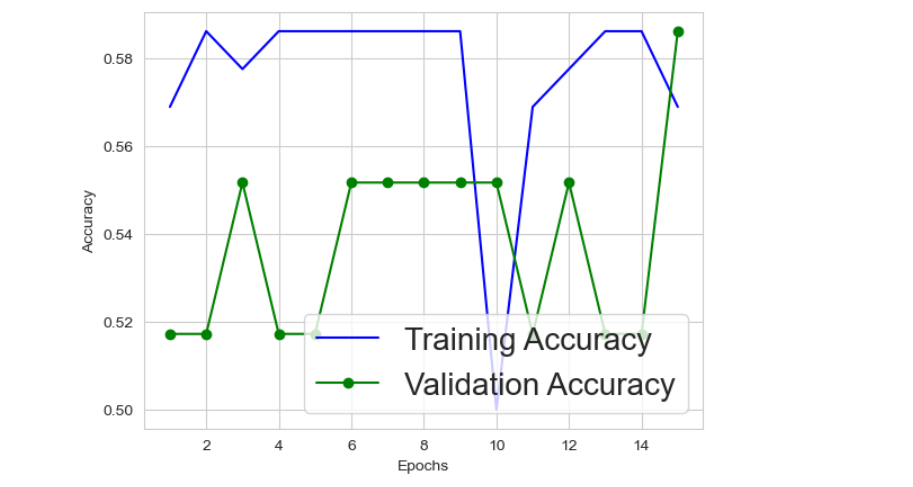 0.58
0.56
0.54
0.52
0.50
Accuracy
Training Accuracy
Validation Accuracy
2 4 6 8 10 12 14
Epochs